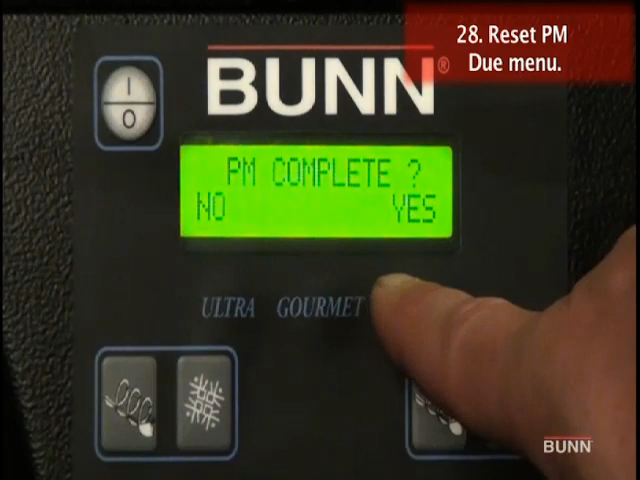 28. Reset PM
Due menu.
BUNN®
I
O
PM COMPLETE ?
NO YES
ULTRA GOURMET
BUNN